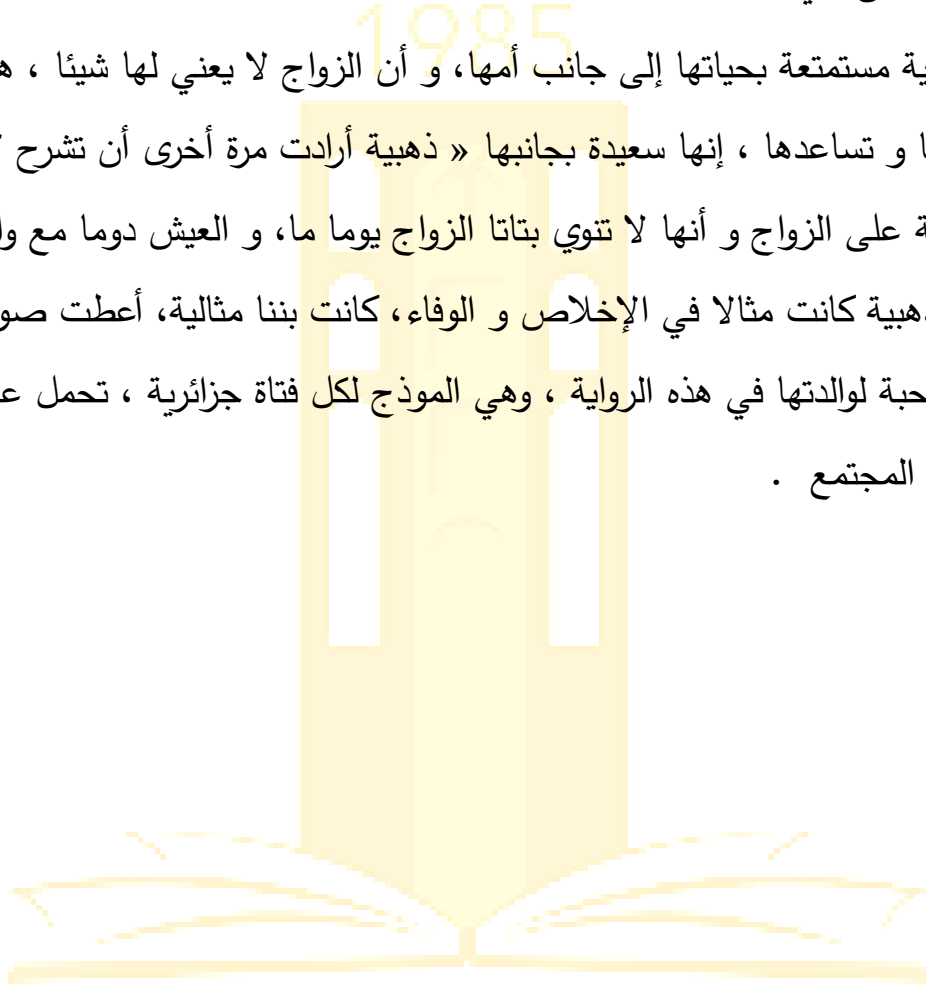 1985
ية مستمتعة بحياتها إلى جانب أمها، و أن الزواج لا يعني لها شيئا ، ه
ا و تساعدها ، إنها سعيدة بجانبها « ذهبية أرادت مرة أخرى أن تشرح
ة على الزواج و أنها لا تنوي بتاتا الزواج يوما ما، و العيش دوما مع وا
هبية كانت مثالا في الإخلاص و الوفاء، كانت بننا مثالية، أعطت صو
حبة لوالدتها في هذه الرواية ، وهي الموذج لكل فتاة جزائرية ، تحمل ع
المجتمع .